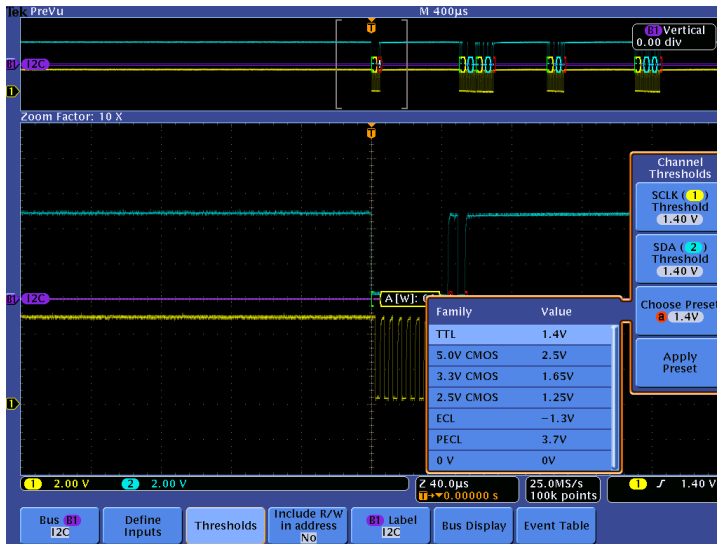 Tek PreVu
M 400µs
B1 Vertical
0.00 div
T
B1 I2C
1
Zoom Factor: 10 X
T
Channel
Thresholds
SCLK ( 1 )
Threshold
1.40 V
SDA ( 2 )
Threshold
1.40 V
B1 I2C
A [W]:
Choose Preset
a 1.4V
Apply
Preset
Family Value
TTL 1.4V
5.0V CMOS 2.5V
3.3V CMOS 1.65V
2.5V CMOS 1.25V
ECL −1.3V
PECL 3.7V
0 V 0V
1
1 2.00 V 2 2.00 V
Z 40.0µs
T→▼0.00000 s
25.0MS/s
100k points
1 1.40 V
Bus B1
I2C
Define
Inputs
Thresholds
Include R/W
in address
No
B1 Label
I2C
Bus Display
Event Table